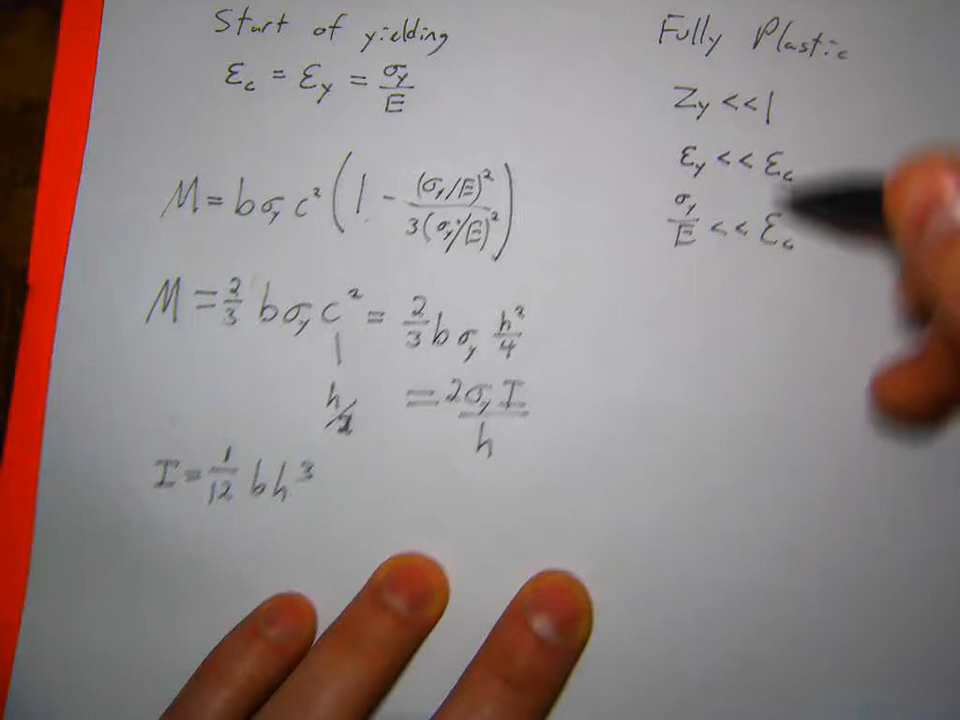 Start of yielding
εc = εy = σy/E
M = bσy c² (1 - (σy/E)²/3(σy/E)²)
M = 2/3 bσy c² = 2/3 b σy h²/4
h/2 = 2σy I/h
I = 1/12 bh³
Fully Plastic
Zy << 1
εy << εc
σy/E << εc